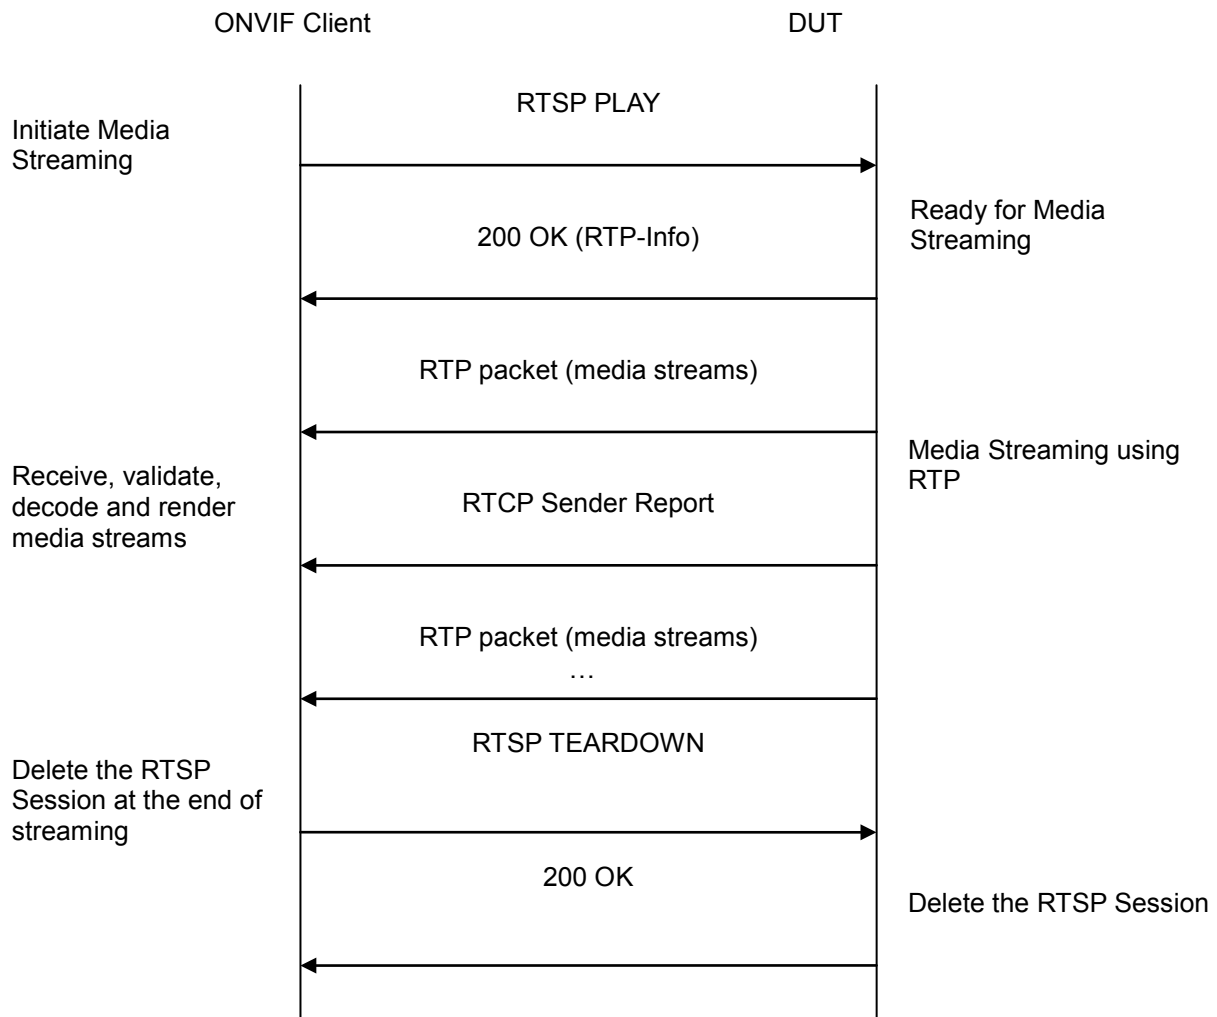 ONVIF Client
DUT
RTSP PLAY
Initiate Media
Streaming
Ready for Media
Streaming
200 OK (RTP-Info)
RTP packet (media streams)
Media Streaming using
RTP
Receive, validate,
decode and render
media streams
RTCP Sender Report
RTP packet (media streams)
…
RTSP TEARDOWN
Delete the RTSP
Session at the end of
streaming
200 OK
Delete the RTSP Session